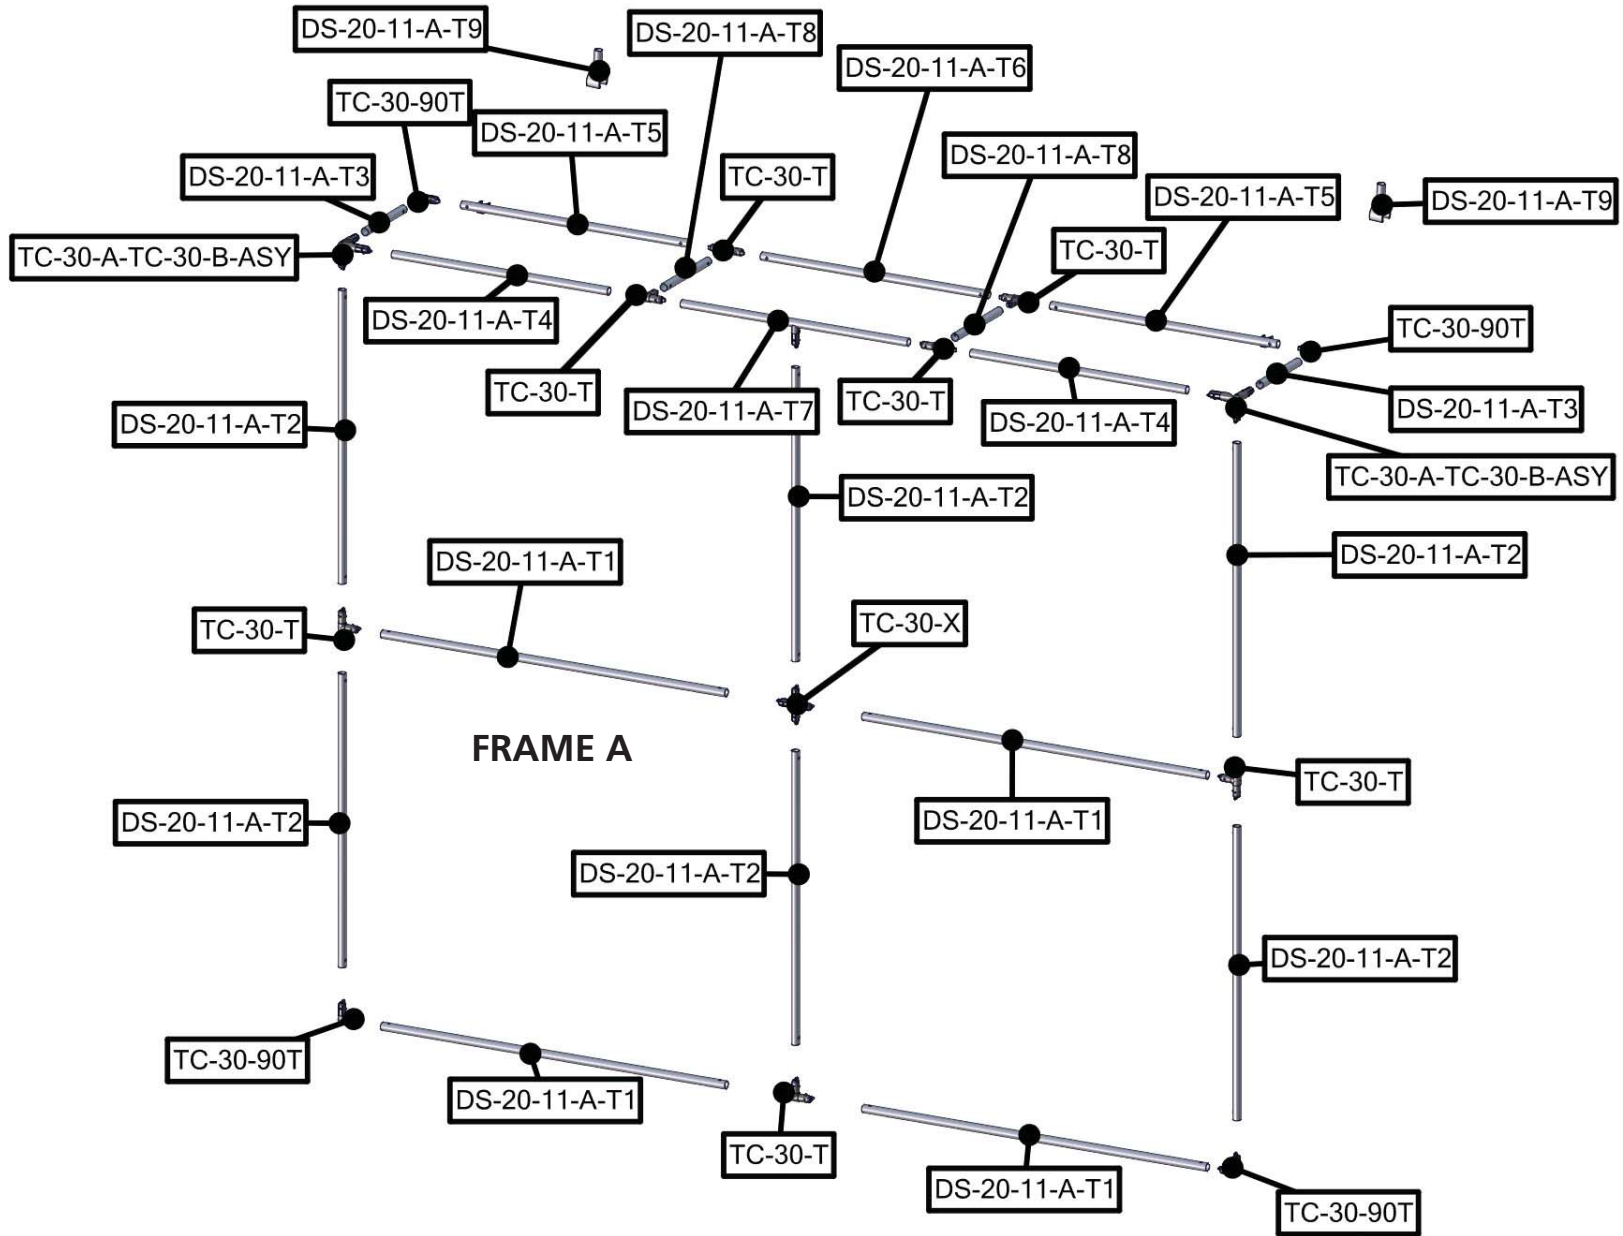 DS-20-11-A-T9
DS-20-11-A-T8
DS-20-11-A-T6
TC-30-90T
DS-20-11-A-T5
DS-20-11-A-T8
DS-20-11-A-T3
TC-30-T
DS-20-11-A-T5
DS-20-11-A-T9
TC-30-A-TC-30-B-ASY
TC-30-T
DS-20-11-A-T4
TC-30-90T
TC-30-T
DS-20-11-A-T7
TC-30-T
DS-20-11-A-T4
DS-20-11-A-T3
DS-20-11-A-T2
TC-30-A-TC-30-B-ASY
DS-20-11-A-T2
DS-20-11-A-T1
DS-20-11-A-T2
TC-30-T
TC-30-X
FRAME A
TC-30-T
DS-20-11-A-T2
DS-20-11-A-T1
DS-20-11-A-T2
DS-20-11-A-T2
TC-30-90T
DS-20-11-A-T1
TC-30-T
DS-20-11-A-T1
TC-30-90T